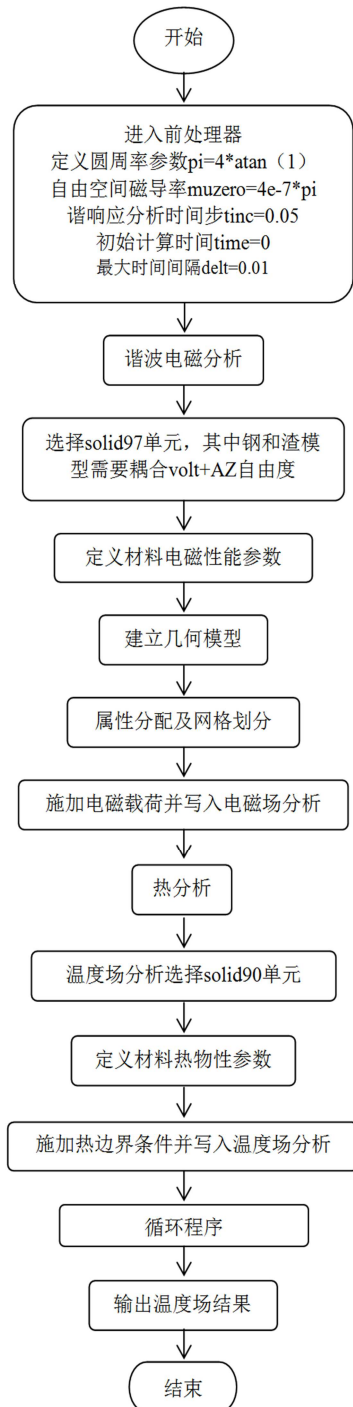 开始
进入前处理器
定义圆周率参数pi=4*atan（1）
自由空间磁导率muzero=4e-7*pi
谐响应分析时间步tinc=0.05
初始计算时间time=0
最大时间间隔delt=0.01
谐波电磁分析
选择solid97单元，其中钢和渣模
型需要耦合volt+AZ自由度
定义材料电磁性能参数
建立几何模型
属性分配及网格划分
施加电磁载荷并写入电磁场分析
热分析
温度场分析选择solid90单元
定义材料热物性参数
施加热边界条件并写入温度场分析
循环程序
输出温度场结果
结束